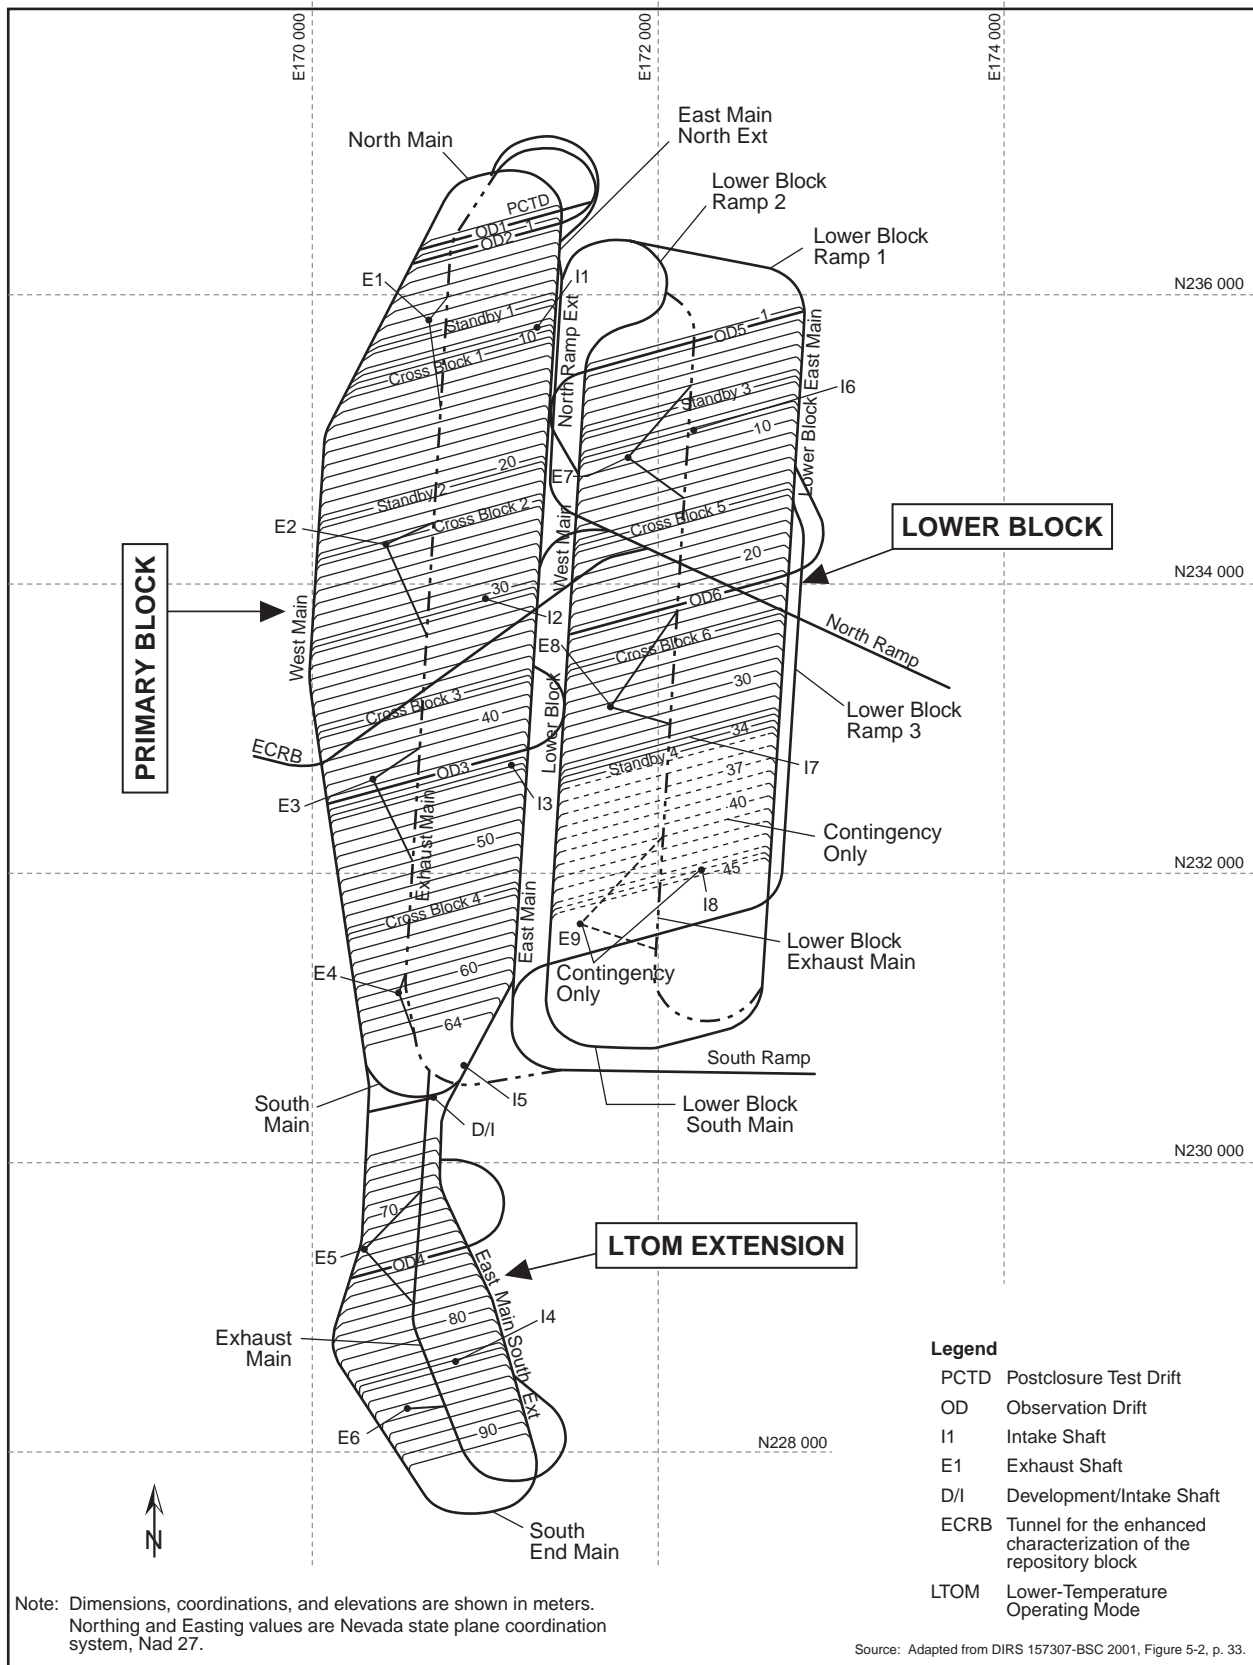 E170 000
E172 000
E174 000
East Main
North Ext
North Main
Lower Block
Ramp 2
PCTD
OD1
1
OD2
Lower Block
Ramp 1
E1
I1
N236 000
Standby 1
10
Cross Block 1
North Ramp Ext
1
OD5
Lower Block East Main
Standby 3
I6
10
20
E7
Standby 2
Cross Block 2
E2
Cross Block 5
LOWER BLOCK
West Main
20
N234 000
PRIMARY BLOCK
30
I2
OD6
West Main
E8
Cross Block 6
North Ramp
Cross Block 3
30
40
Lower Block
Lower Block
Ramp 3
ECRB
34
OD3
Standby 4
I7
37
E3
I3
40
Exhaust Main
Contingency
Only
50
N232 000
45
Cross Block 4
I8
East Main
E9
Lower Block
Exhaust Main
E4
60
Contingency
Only
64
South Ramp
South
Main
I5
Lower Block
South Main
D/I
N230 000
70
E5
OD4
LTOM EXTENSION
East Main South Ext
80
I4
Exhaust
Main
E6
90
N228 000
South
End Main
N
Legend
PCTD Postclosure Test Drift
OD Observation Drift
I1 Intake Shaft
E1 Exhaust Shaft
D/I Development/Intake Shaft
ECRB Tunnel for the enhanced
characterization of the
repository block
LTOM Lower-Temperature
Operating Mode
Note: Dimensions, coordinations, and elevations are shown in meters.
Northing and Easting values are Nevada state plane coordination
system, Nad 27.
Source: Adapted from DIRS 157307-BSC 2001, Figure 5-2, p. 33.